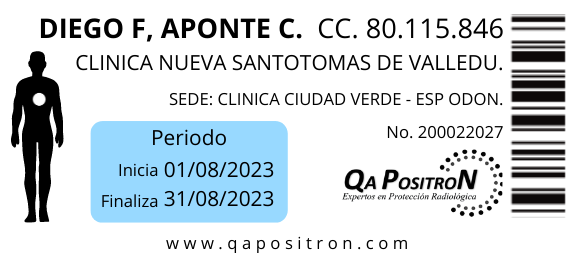 DIEGO F, APONTE C. CC. 80.115.846
CLINICA NUEVA SANTOTOMAS DE VALLEDU.
SEDE: CLINICA CIUDAD VERDE - ESP ODON.
No. 200022027
Periodo
Inicia 01/08/2023
Finaliza 31/08/2023
QA POSITRON
Expertos en Protección Radiológica
www.qapositron.com